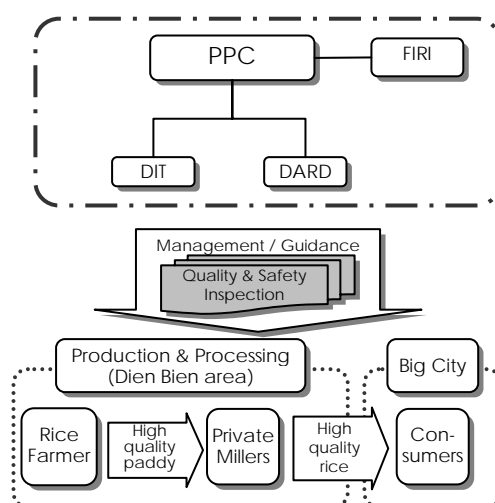 PPC
FIRI
DIT
DARD
Management / Guidance
Quality & Safety
Inspection
Production & Processing
(Dien Bien area)
Big City
Rice
Farmer
High
quality
paddy
Private
Millers
High
quality
rice
Con-
sumers